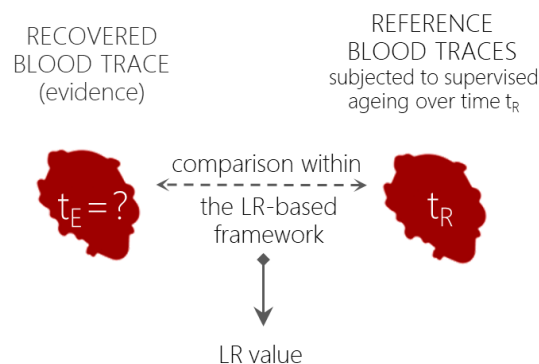 RECOVERED
BLOOD TRACE
(evidence)
REFERENCE
BLOOD TRACES
subjected to supervised
ageing over time tR
tE = ?
comparison within
the LR-based
framework
tR
LR value